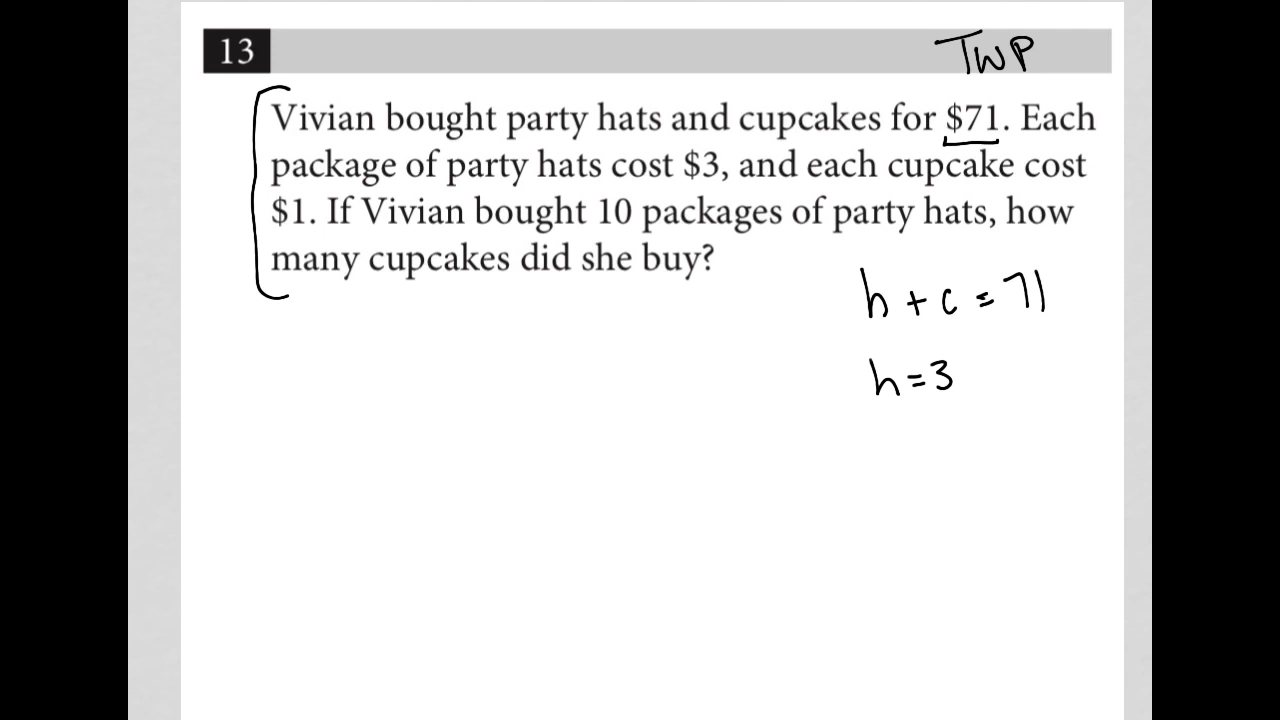 13
TWP
Vivian bought party hats and cupcakes for $71. Each
package of party hats cost $3, and each cupcake cost
$1. If Vivian bought 10 packages of party hats, how
many cupcakes did she buy?
h + c = 71
h = 3